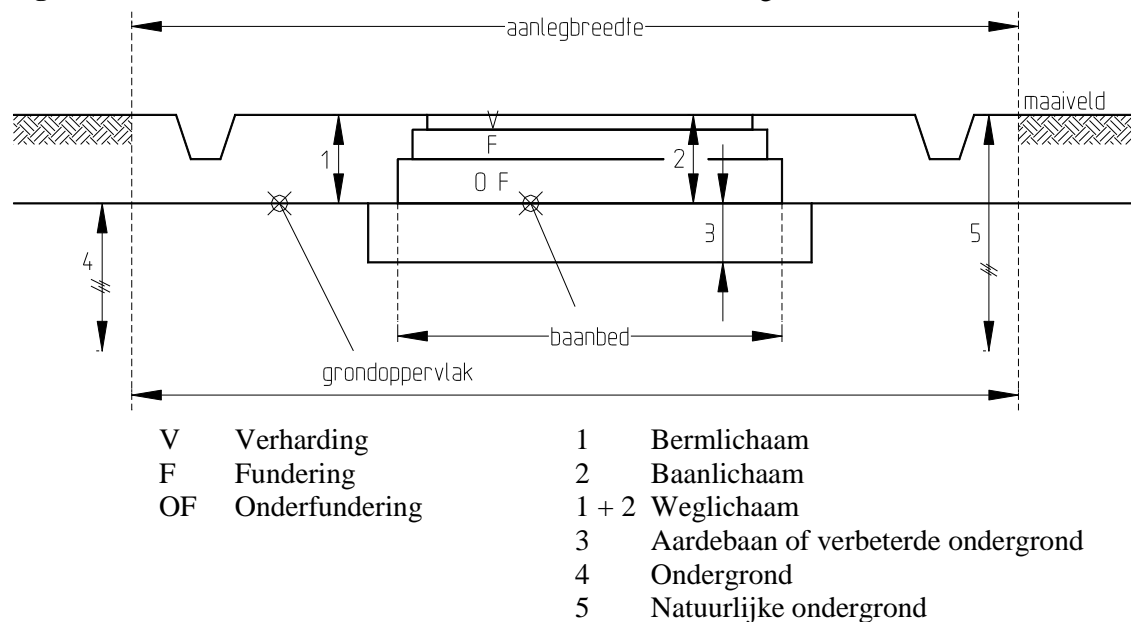 aanlegbreedte
maaiveld
V
F
O F
1
2
3
4
5
baanbed
grondoppervlak
V Verharding
F Fundering
OF Onderfundering
1 Bermlichaam
2 Baanlichaam
1 + 2 Weglichaam
3 Aardebaan of verbeterde ondergrond
4 Ondergrond
5 Natuurlijke ondergrond